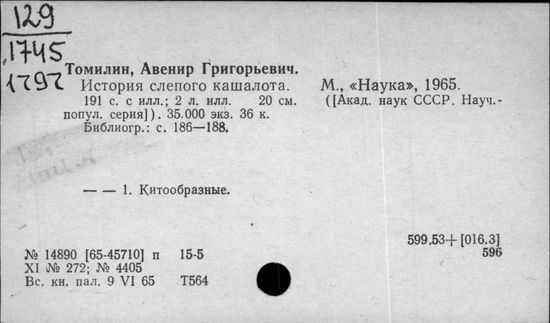 129
1745
1797
Томилин, Авенир Григорьевич.
История слепого кашалота. М., «Наука», 1965.
191 с. с илл.; 2 л. илл. 20 см. ([Акад. наук СССР. Науч.-
попул. серия]). 35.000 экз. 36 к.
Библиогр.: с. 186—188.
— — 1. Китообразные.
599.53+[016.3]
596
№ 14890 [65-45710] п 15-5
XI № 272; № 4405
Вс. кн. пал. 9 VI 65 Т564